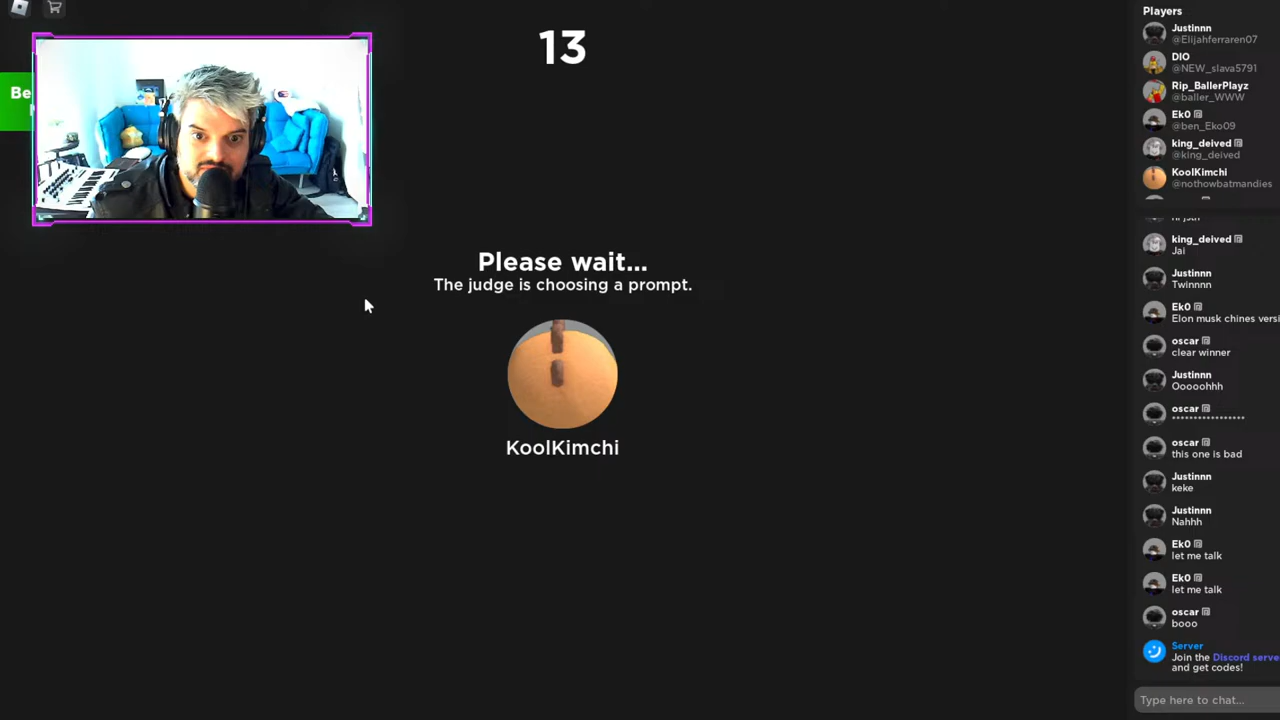 13
Be
Please wait...
The judge is choosing a prompt.
KoolKimchi
Players
Justinnn
@Elijahferraren07
DIO
@NEW_slava5791
Rip_BallerPlayz
@baller_WWW
Ek0
@ben_Eko09
king_deived
@king_deived
KoolKimchi
@nothowbatmandies
king_deived
Jai
Justinnn
Twinnnn
Ek0
Elon musk chines versi
oscar
clear winner
Justinnn
Ooooohhh
oscar
*****************
oscar
this one is bad
Justinnn
keke
Justinnn
Nahhh
Ek0
let me talk
Ek0
let me talk
oscar
booo
Server
Join the Discord serve
and get codes!
Type here to chat...